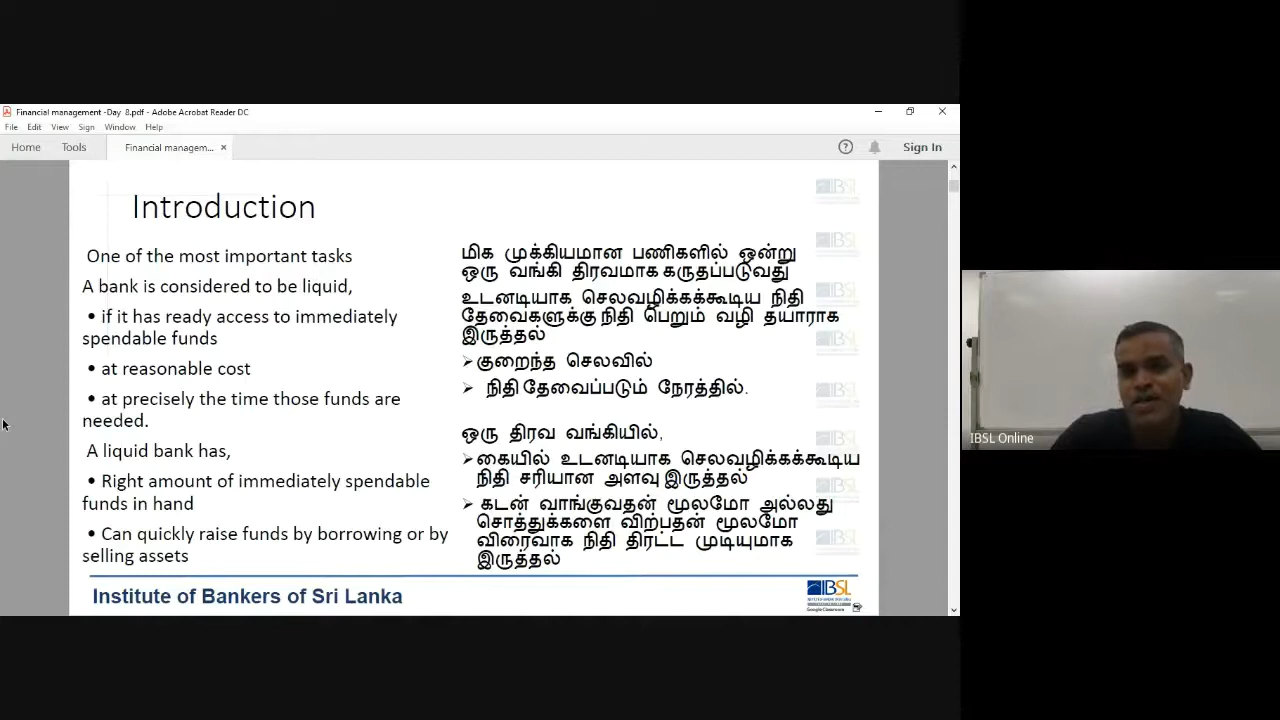 Financial management -Day 8.pdf - Adobe Acrobat Reader DC
File Edit View Sign Window Help
Home Tools Financial managem... × Sign In
Introduction
One of the most important tasks
A bank is considered to be liquid,
• if it has ready access to immediately
spendable funds
• at reasonable cost
• at precisely the time those funds are
needed.
A liquid bank has,
• Right amount of immediately spendable
funds in hand
• Can quickly raise funds by borrowing or by
selling assets
மிக முக்கியமான பணிகளில் ஒன்று
ஒரு வங்கி திரவமாக கருதப்படுவது
உடனடியாக செலவழிக்கக்கூடிய நிதி
தேவைகளுக்கு நிதி பெறும் வழி தயாராக
இருத்தல்
➢குறைந்த செலவில்
➢ நிதி தேவைப்படும் நேரத்தில்.
ஒரு திரவ வங்கியில்,
➢கையில் உடனடியாக செலவழிக்கக்கூடிய
நிதி சரியான அளவு இருத்தல்
➢ கடன் வாங்குவதன் மூலமோ அல்லது
சொத்துக்களை விற்பதன் மூலமோ
விரைவாக நிதி திரட்ட முடியுமாக
இருத்தல்
Institute of Bankers of Sri Lanka
IBSL
Google Classroom
IBSL Online